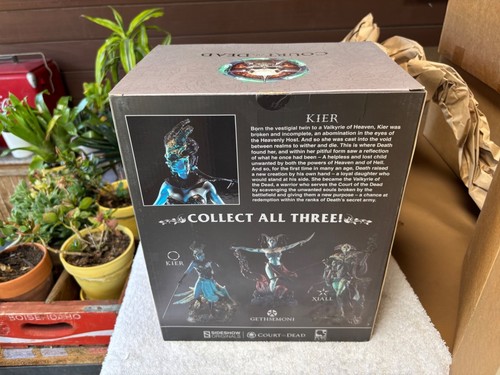 COURT OF DEAD
KIER
Born the vestigial twin to a Valkyrie of Heaven, Kier was
broken and incomplete, an abomination in the eyes of
the Heavenly Host. And so she was cast into the void
between realms to wither and die. This is where Death
found her, and within her pitiful form saw a reflection
of what he once had been – A helpless and lost child
unwanted by both the powers of Heaven and of Hell.
And so, for the first time in many an age, Death raised
a new creation by his own hand – a loyal daughter who
would stand at his side. She became the Valkyrie of
the Dead, a warrior who serves the Court of the Dead
by scavenging the unwanted souls broken by the
battlefield and giving them a new purpose – a chance at
redemption within the ranks of Death's secret army.
COLLECT ALL THREE!
KIER
GETHSEMONI
XIALL
SIDESHOW
COLLECTIBLES
COURT OF DEAD
BOISE, IDAHO